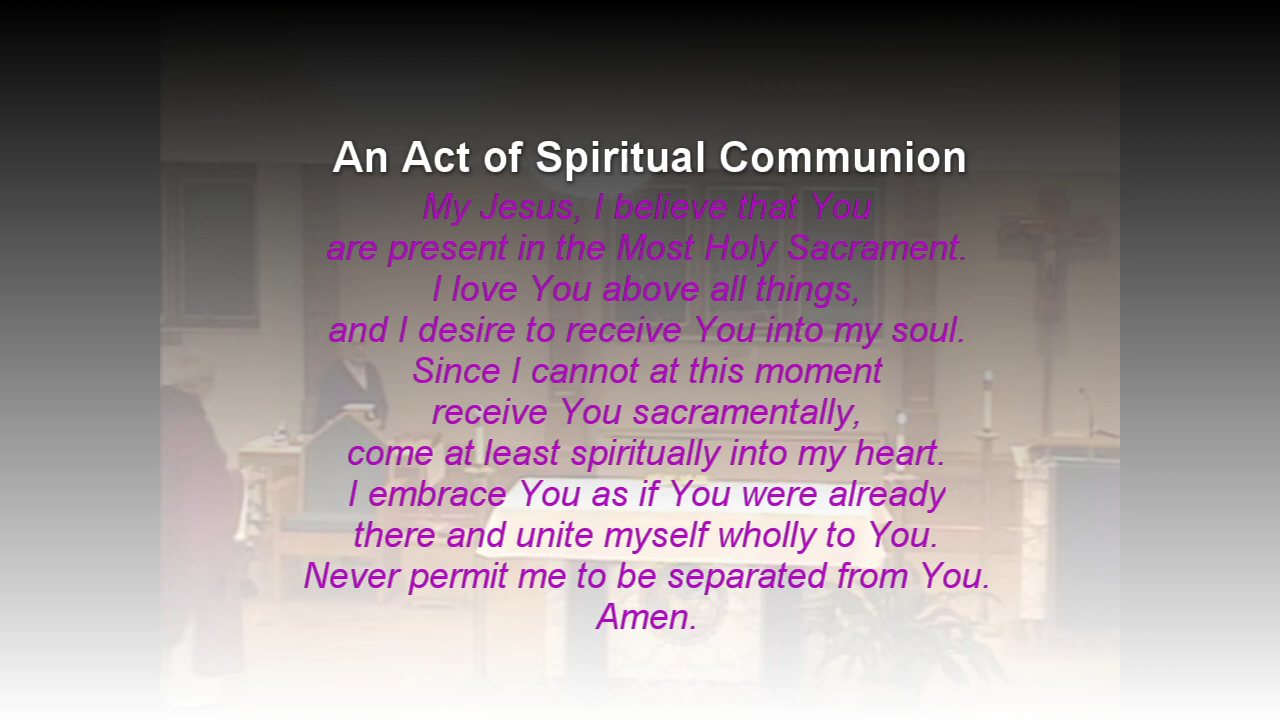 An Act of Spiritual Communion
My Jesus, I believe that You
are present in the Most Holy Sacrament.
I love You above all things,
and I desire to receive You into my soul.
Since I cannot at this moment
receive You sacramentally,
come at least spiritually into my heart.
I embrace You as if You were already
there and unite myself wholly to You.
Never permit me to be separated from You.
Amen.